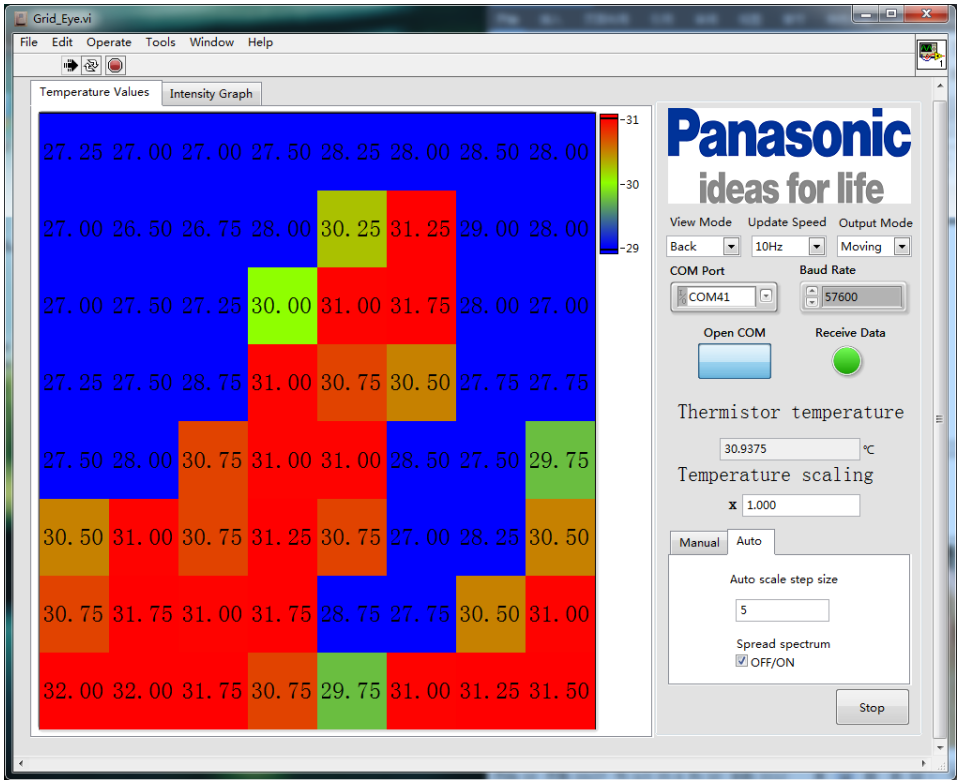 Grid_Eye.vi
File Edit Operate Tools Window Help
1
Temperature Values Intensity Graph
27.25 27.00 27.00 27.50 28.25 28.00 28.50 28.00
27.00 26.50 26.75 28.00 30.25 31.25 29.00 28.00
27.00 27.50 27.25 30.00 31.00 31.75 28.00 27.00
27.25 27.50 28.75 31.00 30.75 30.50 27.75 27.75
27.50 28.00 30.75 31.00 31.00 28.50 27.50 29.75
30.50 31.00 30.75 31.25 30.75 27.00 28.25 30.50
30.75 31.75 31.00 31.75 28.75 27.75 30.50 31.00
32.00 32.00 31.75 30.75 29.75 31.00 31.25 31.50
31
30
29
Panasonic
ideas for life
View Mode Update Speed Output Mode
Back 10Hz Moving
COM Port Baud Rate
COM41 57600
Open COM Receive Data
Thermistor temperature
30.9375 ℃
Temperature scaling
x 1.000
Manual Auto
Auto scale step size
5
Spread spectrum
OFF/ON
Stop